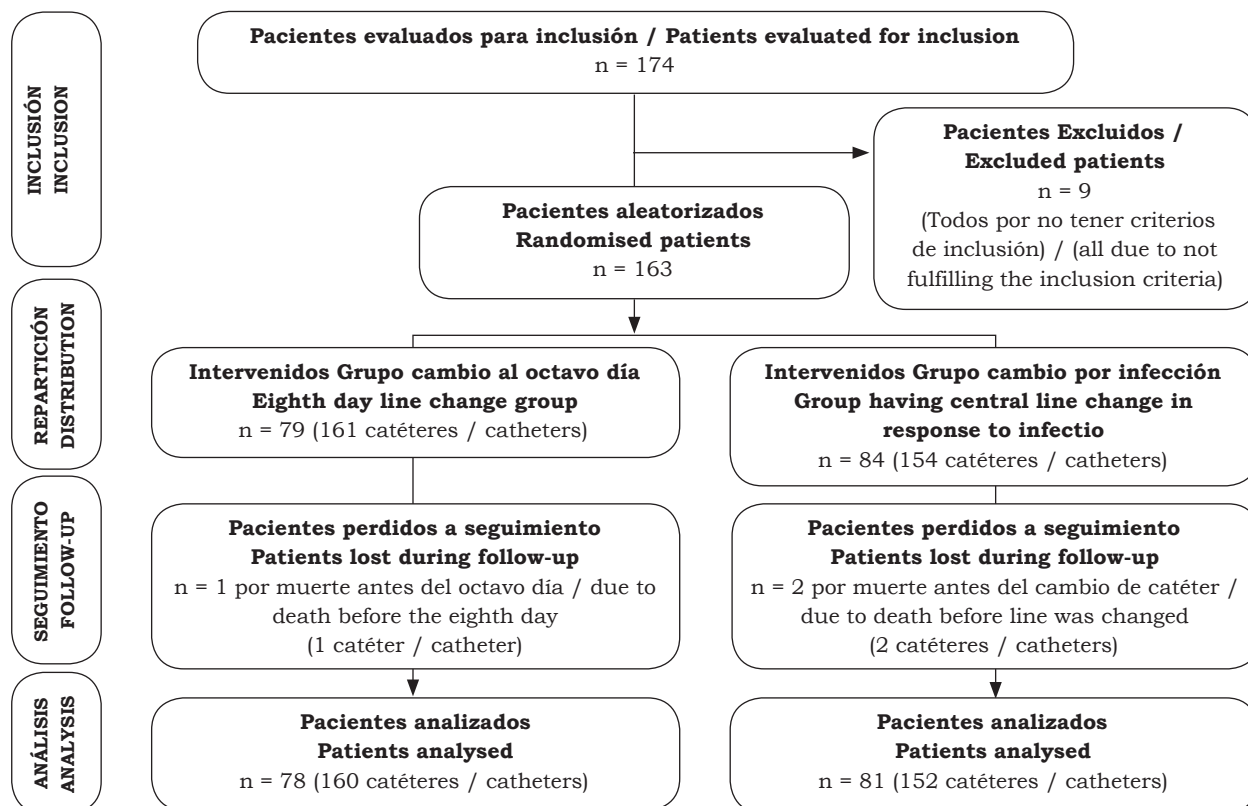 INCLUSIÓN
INCLUSION
Pacientes evaluados para inclusión / Patients evaluated for inclusion
n = 174
Pacientes Excluidos /
Excluded patients
n = 9
(Todos por no tener criterios
de inclusión) / (all due to not
fulfilling the inclusion criteria)
Pacientes aleatorizados
Randomised patients
n = 163
REPARTICIÓN
DISTRIBUTION
Intervenidos Grupo cambio al octavo día
Eighth day line change group
n = 79 (161 catéteres / catheters)
Intervenidos Grupo cambio por infección
Group having central line change in
response to infectio
n = 84 (154 catéteres / catheters)
SEGUIMIENTO
FOLLOW-UP
Pacientes perdidos a seguimiento
Patients lost during follow-up
n = 1 por muerte antes del octavo día / due to
death before the eighth day
(1 catéter / catheter)
Pacientes perdidos a seguimiento
Patients lost during follow-up
n = 2 por muerte antes del cambio de catéter /
due to death before line was changed
(2 catéteres / catheters)
ANÁLISIS
ANALYSIS
Pacientes analizados
Patients analysed
n = 78 (160 catéteres / catheters)
Pacientes analizados
Patients analysed
n = 81 (152 catéteres / catheters)